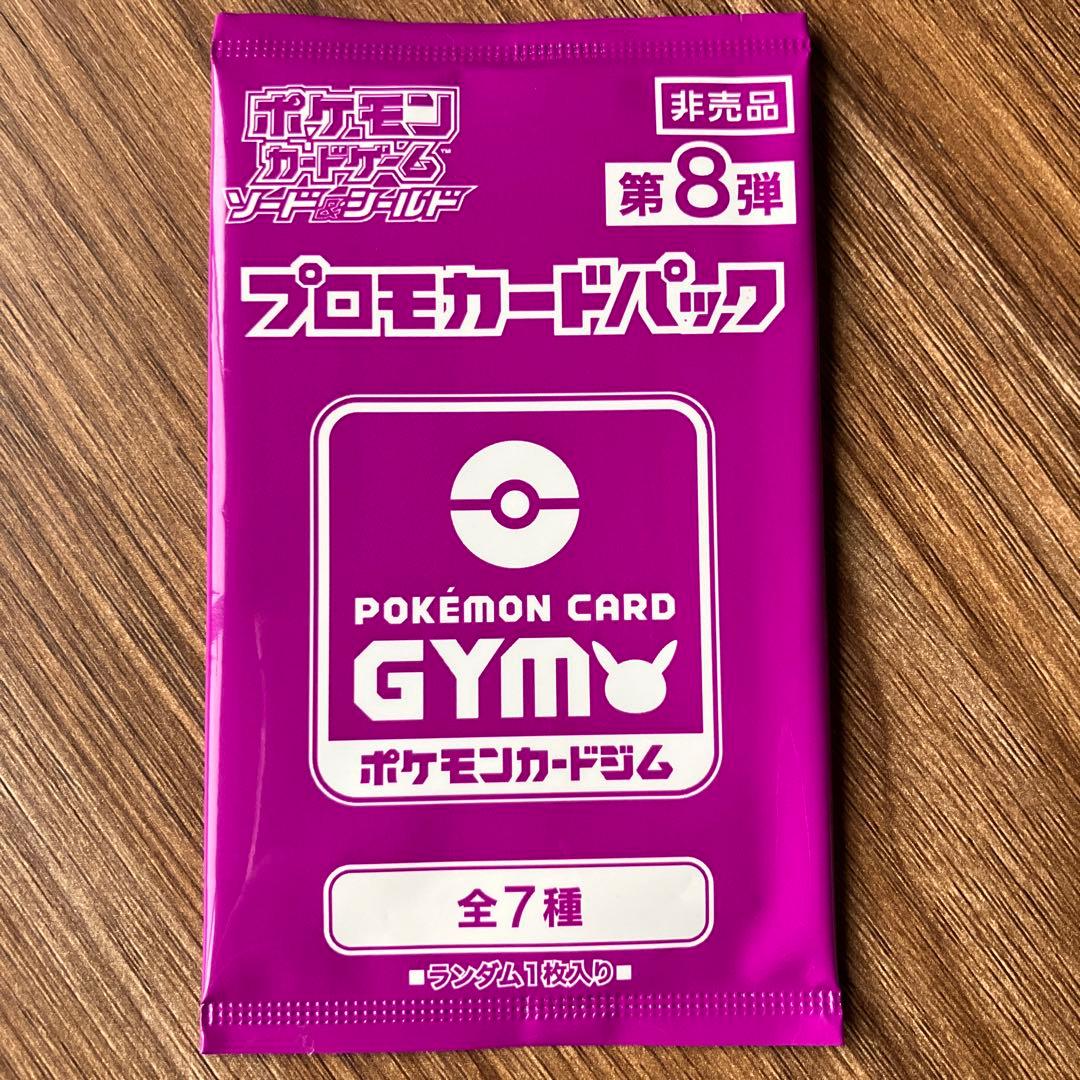 ポケモン
カードゲーム™
ソード&シールド
非売品
第8弾
プロモカードパック
POKÉMON CARD
GYM
ポケモンカードジム
全7種
■ランダム1枚入り■